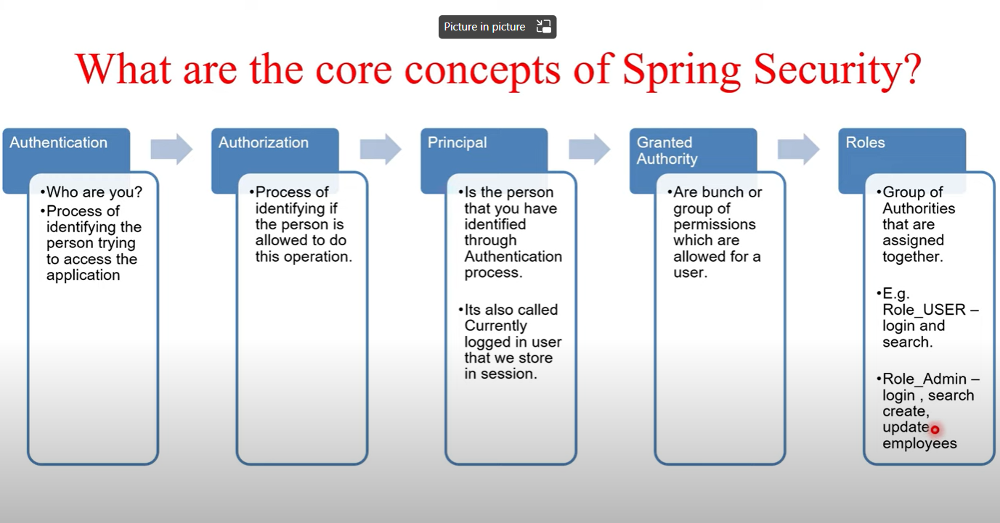 Picture in picture
What are the core concepts of Spring Security?
Authentication
•Who are you?
•Process of
identifying the
person trying
to access the
application
Authorization
•Process of
identifying if
the person is
allowed to do
this operation.
Principal
•Is the person
that you have
identified
through
Authentication
process.
•Its also called
Currently
logged in user
that we store
in session.
Granted
Authority
•Are bunch or
group of
permissions
which are
allowed for a
user.
Roles
•Group of
Authorities
that are
assigned
together.
•E.g.
Role_USER –
login and
search.
•Role_Admin –
login , search
create,
update
employees